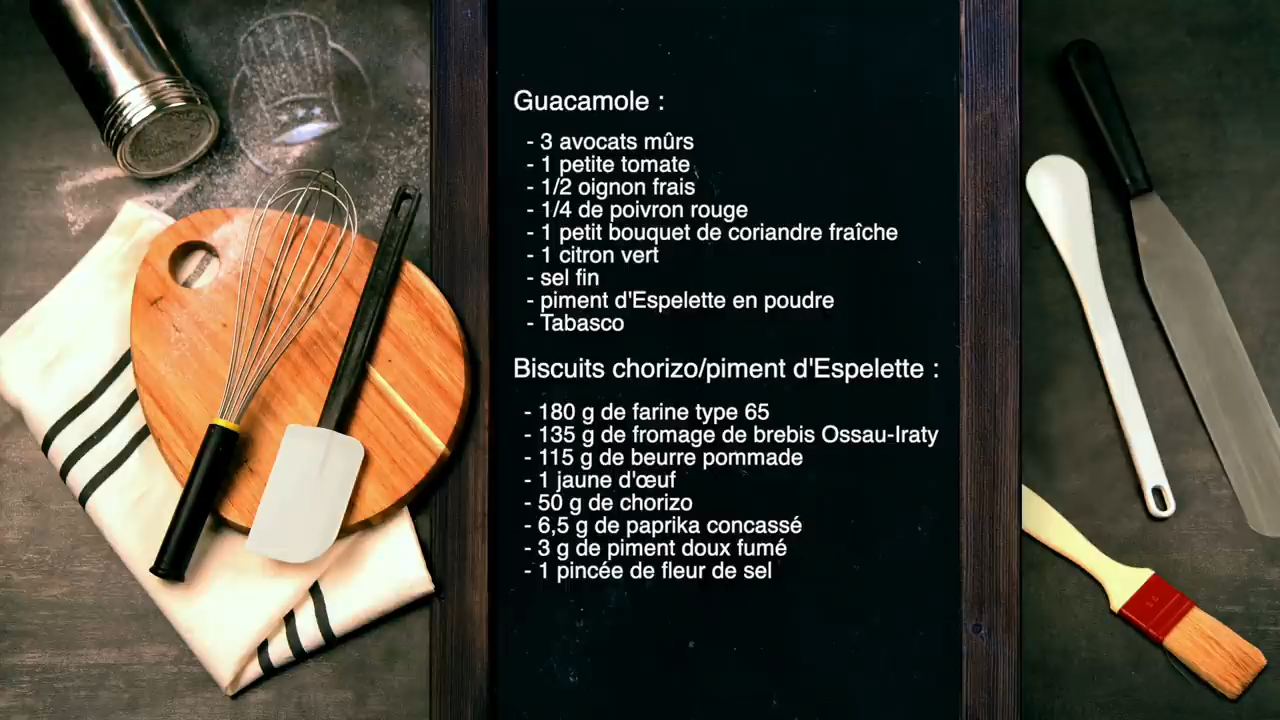 Guacamole :
- 3 avocats mûrs
- 1 petite tomate
- 1/2 oignon frais
- 1/4 de poivron rouge
- 1 petit bouquet de coriandre fraîche
- 1 citron vert
- sel fin
- piment d'Espelette en poudre
- Tabasco
Biscuits chorizo/piment d'Espelette :
- 180 g de farine type 65
- 135 g de fromage de brebis Ossau-Iraty
- 115 g de beurre pommade
- 1 jaune d'œuf
- 50 g de chorizo
- 6,5 g de paprika concassé
- 3 g de piment doux fumé
- 1 pincée de fleur de sel